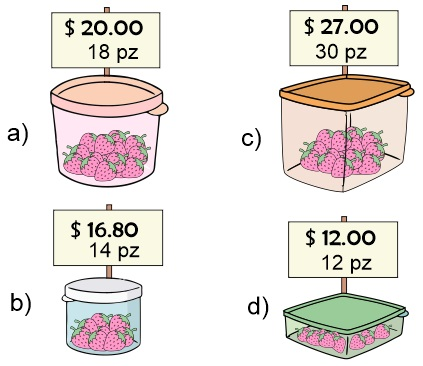 $ 20.00
18 pz
a)
$ 16.80
14 pz
b)
$ 27.00
30 pz
c)
$ 12.00
12 pz
d)